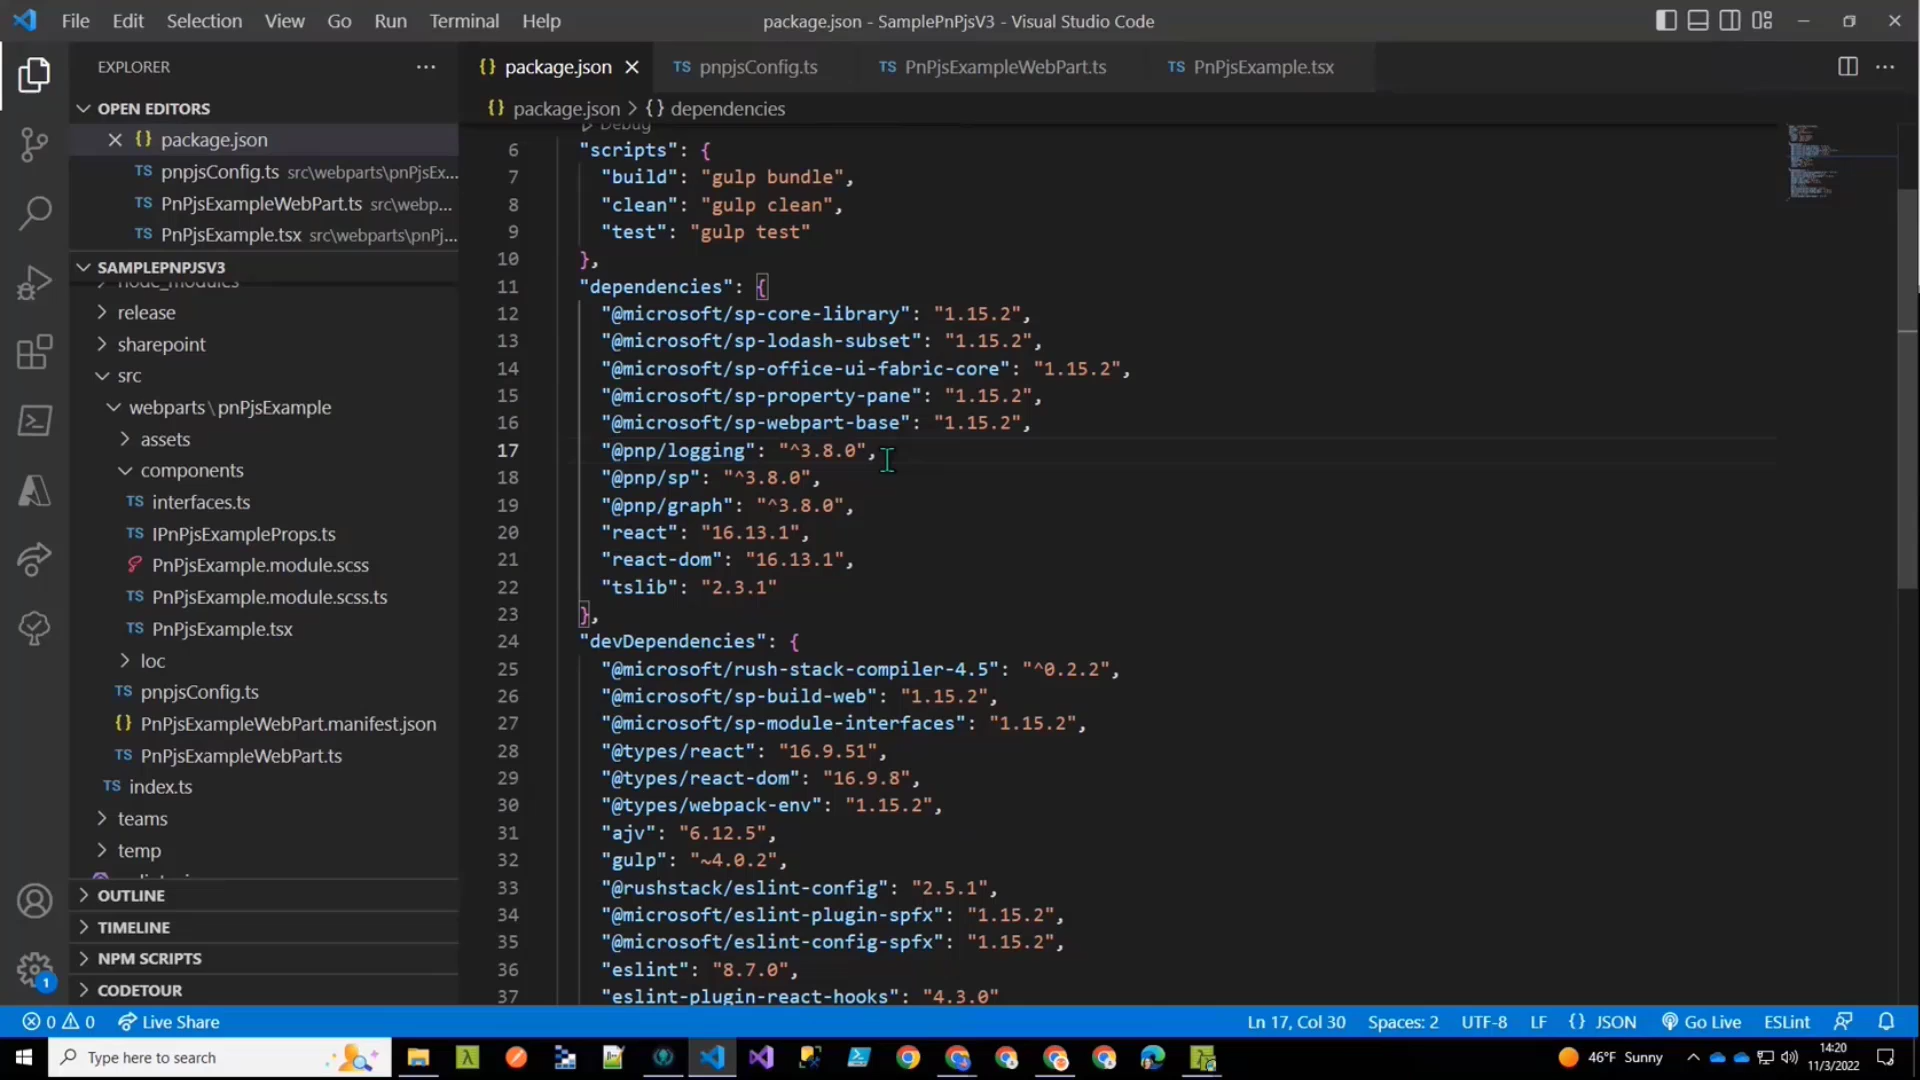 File Edit Selection View Go Run Terminal Help
package.json - SamplePnPjsV3 - Visual Studio Code
EXPLORER
OPEN EDITORS
package.json
pnpjsConfig.ts src\webparts\pnPjsEx...
PnPjsExampleWebPart.ts src\webp...
PnPjsExample.tsx src\webparts\pnPj...
SAMPLEPNPJSV3
node_modules
release
sharepoint
src
webparts\pnPjsExample
assets
components
TS interfaces.ts
TS IPnPjsExampleProps.ts
PnPjsExample.module.scss
TS PnPjsExample.module.scss.ts
TS PnPjsExample.tsx
loc
TS pnpjsConfig.ts
{} PnPjsExampleWebPart.manifest.json
TS PnPjsExampleWebPart.ts
TS index.ts
teams
temp
OUTLINE
TIMELINE
NPM SCRIPTS
CODETOUR
{} package.json
TS pnpjsConfig.ts
TS PnPjsExampleWebPart.ts
TS PnPjsExample.tsx
{} package.json > {} dependencies
Debug
6 "scripts": {
7 "build": "gulp bundle",
8 "clean": "gulp clean",
9 "test": "gulp test"
10 },
11 "dependencies": {
12 "@microsoft/sp-core-library": "1.15.2",
13 "@microsoft/sp-lodash-subset": "1.15.2",
14 "@microsoft/sp-office-ui-fabric-core": "1.15.2",
15 "@microsoft/sp-property-pane": "1.15.2",
16 "@microsoft/sp-webpart-base": "1.15.2",
17 "@pnp/logging": "^3.8.0",
18 "@pnp/sp": "^3.8.0",
19 "@pnp/graph": "^3.8.0",
20 "react": "16.13.1",
21 "react-dom": "16.13.1",
22 "tslib": "2.3.1"
23 },
24 "devDependencies": {
25 "@microsoft/rush-stack-compiler-4.5": "^0.2.2",
26 "@microsoft/sp-build-web": "1.15.2",
27 "@microsoft/sp-module-interfaces": "1.15.2",
28 "@types/react": "16.9.51",
29 "@types/react-dom": "16.9.8",
30 "@types/webpack-env": "1.15.2",
31 "ajv": "6.12.5",
32 "gulp": "~4.0.2",
33 "@rushstack/eslint-config": "2.5.1",
34 "@microsoft/eslint-plugin-spfx": "1.15.2",
35 "@microsoft/eslint-config-spfx": "1.15.2",
36 "eslint": "8.7.0",
37 "eslint-plugin-react-hooks": "4.3.0"
1
0 0 Live Share
Ln 17, Col 30 Spaces: 2 UTF-8 LF {} JSON Go Live ESLint
Type here to search
46°F Sunny
14:20
11/3/2022